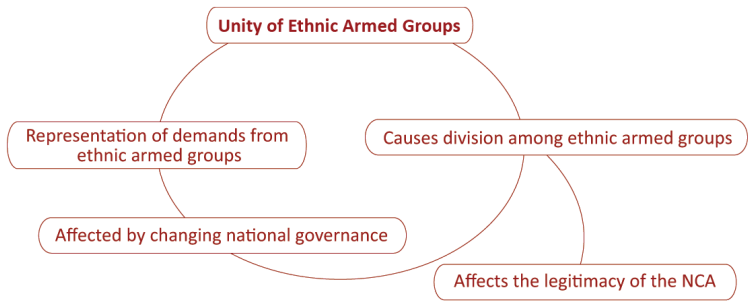 Unity of Ethnic Armed Groups
Representation of demands from
ethnic armed groups
Causes division among ethnic armed groups
Affected by changing national governance
Affects the legitimacy of the NCA